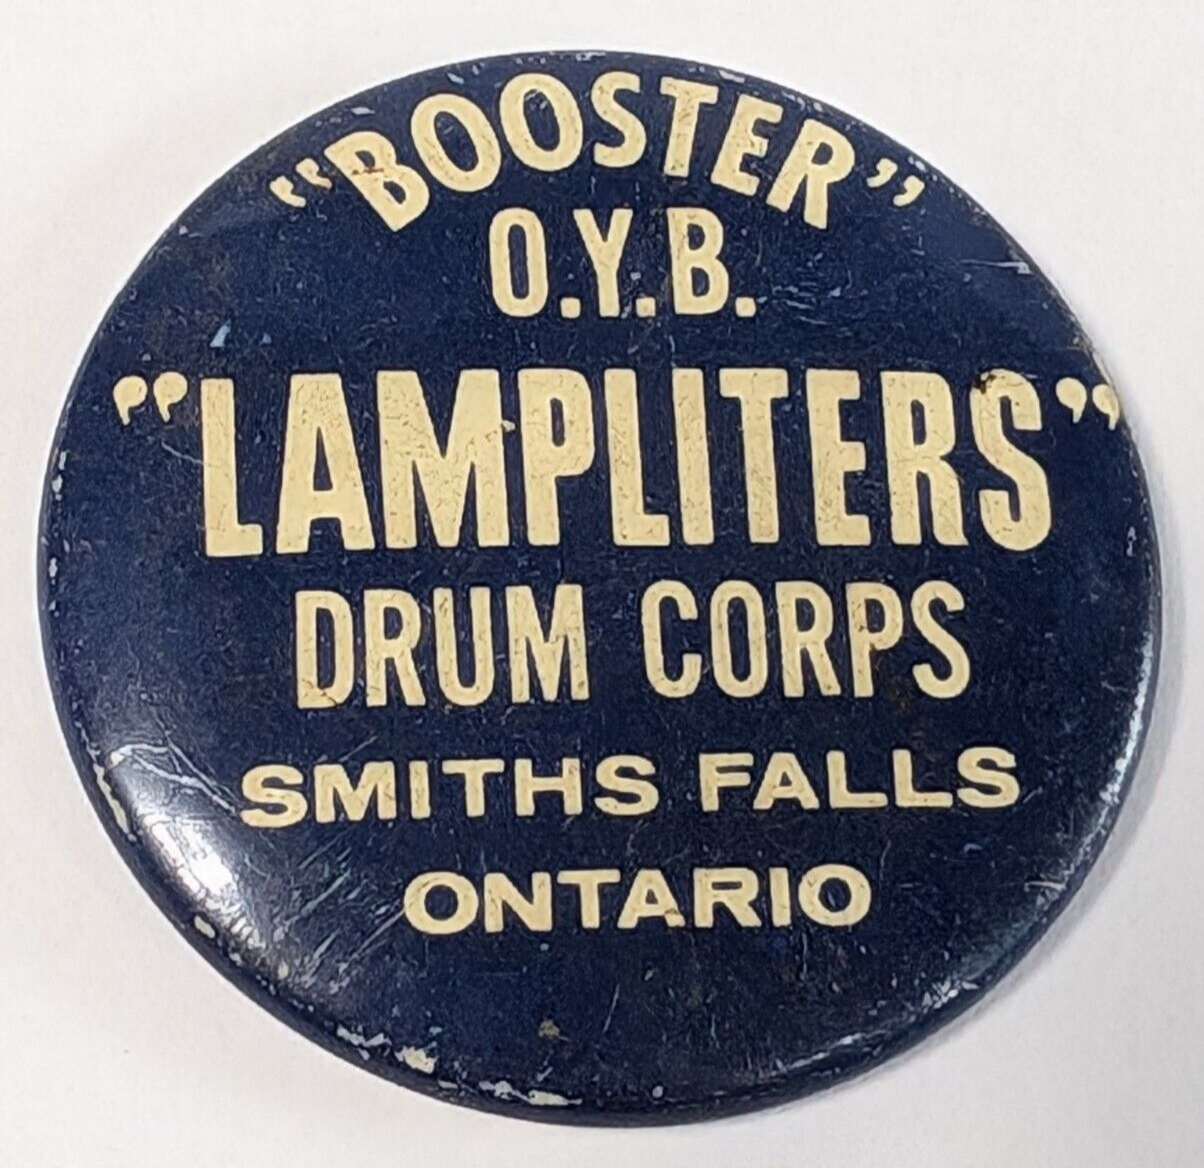 "BOOSTER"
O.Y.B.
"LAMPLITERS"
DRUM CORPS
SMITHS FALLS
ONTARIO